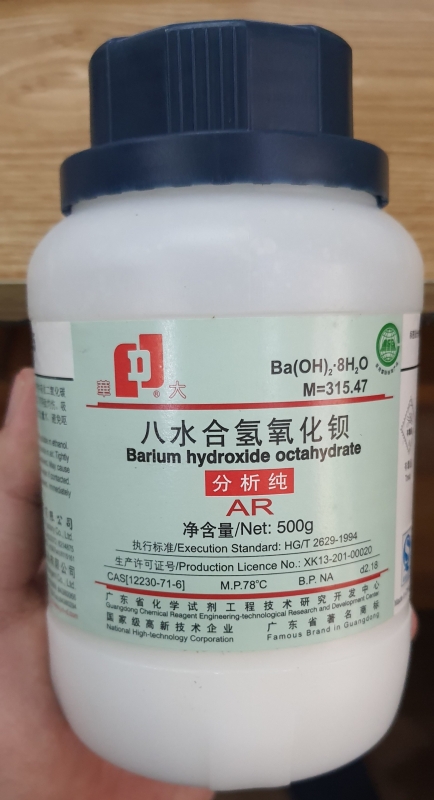 華 ® 大
Ba(OH)₂·8H₂O
M=315.47
八水合氢氧化钡
Barium hydroxide octahydrate
分析纯
AR
净含量/Net: 500g
执行标准/Execution Standard: HG/T 2629-1994
生产许可证号/Production Licence No.: XK13-201-00020
CAS[12230-71-6] M.P.78°C B.P. NA d2.18
广东省化学试剂工程技术研究开发中心
Guangdong Chemical Reagent Engineering-technological Research and Development Center
国家级高新技术企业 广东省著名商标
National High-technology Corporation Famous Brand in Guangdong